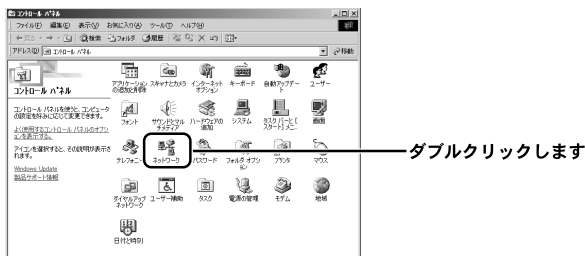 コントロール パネル
ファイル(F) 編集(E) 表示(V) お気に入り(A) ツール(T) ヘルプ(H)
戻る 検索 フォルダ 履歴
アドレス(D) コントロール パネル 移動
コントロール パネル
コントロール パネルを使うと、コンピュータ
の設定を好みに応じて変更できます。
よく使用するコントロール パネルのオプシ
ョンを表示する。
アイコンを選択すると、その説明が表示さ
れます。
Windows Update
製品サポート情報
アプリケーション
の追加と削除
スキャナとカメラ
インターネット
オプション
キーボード
自動アップデー
ト
ユーザー
フォント
サウンドとマル
チメディア
ハードウェアの
追加
システム
タスク バーと [
スタート] メニ...
画面
テレフォニー
ネットワーク
パスワード
フォルダ オプシ
ョン
プリンタ
マウス
ダブルクリックします
ダイヤルアップ
ネットワーク
ユーザー補助
タスク
電源の管理
モデム
地域
日付と時刻